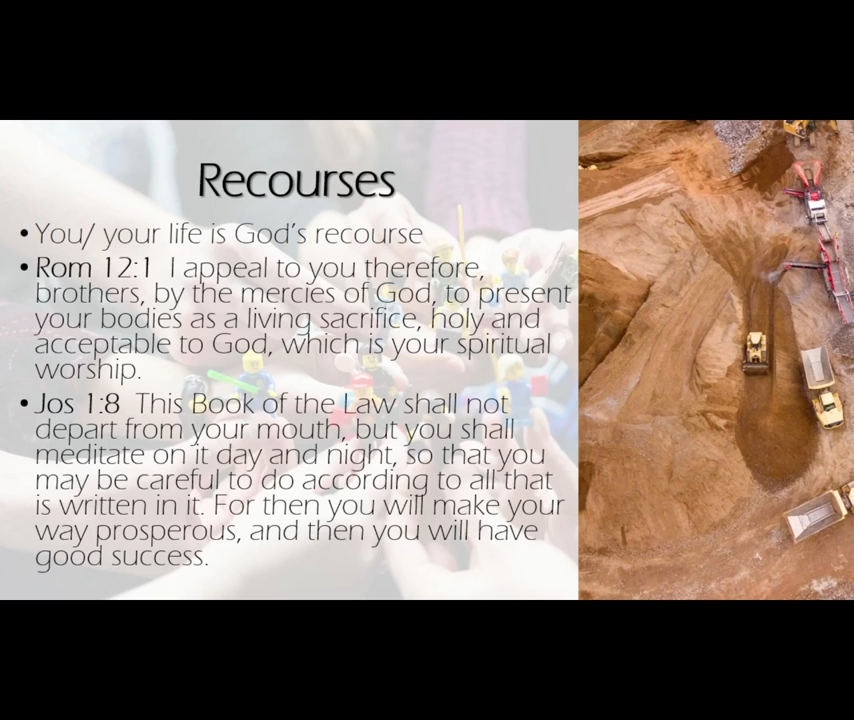 Recourses
• You/ your life is God's recourse
• Rom 12:1  I appeal to you therefore,
brothers, by the mercies of God, to present
your bodies as a living sacrifice, holy and
acceptable to God, which is your spiritual
worship.
• Jos 1:8  This Book of the Law shall not
depart from your mouth, but you shall
meditate on it day and night, so that you
may be careful to do according to all that
is written in it. For then you will make your
way prosperous, and then you will have
good success.